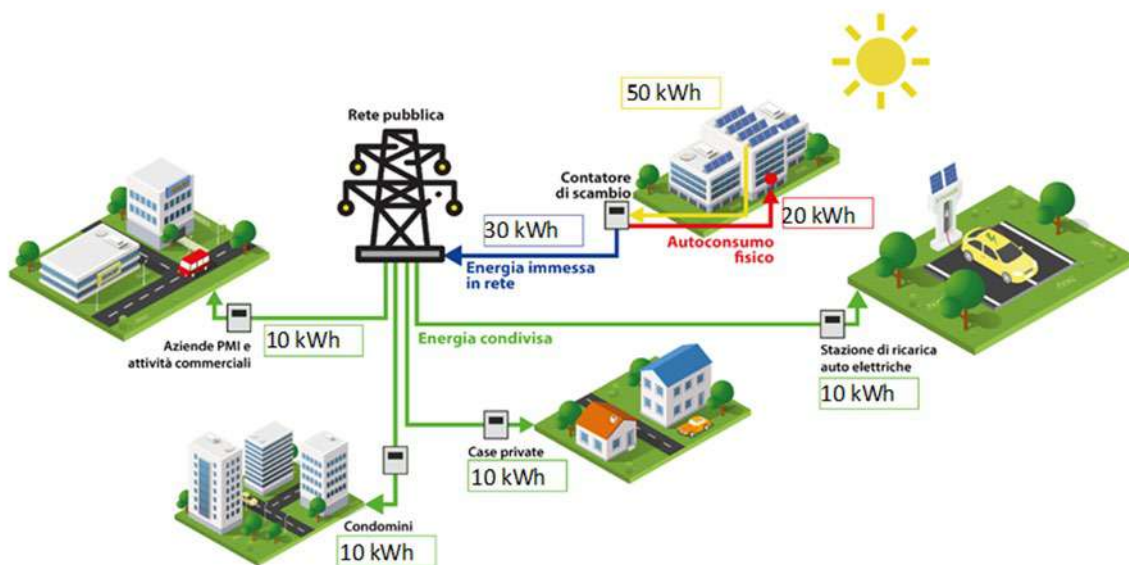 50 kWh
Rete pubblica
Contatore
di scambio
20 kWh
30 kWh
Autoconsumo
fisico
Energia immessa
in rete
10 kWh
Energia condivisa
Aziende PMI e
attività commerciali
Stazione di ricarica
auto elettriche
10 kWh
Case private
10 kWh
Condomini
10 kWh